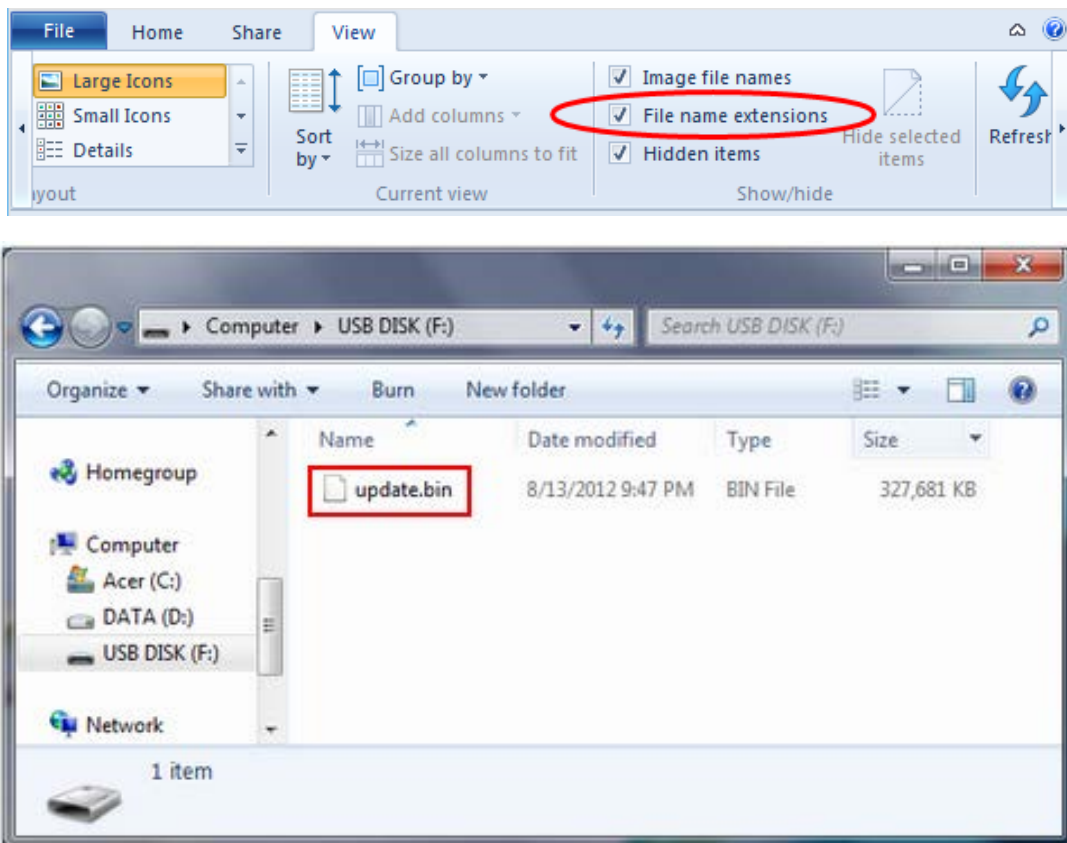 File Home Share View
Large Icons
Small Icons
Details
Sort by
Group by
Add columns
Size all columns to fit
Image file names
File name extensions
Hidden items
Hide selected items
Refresh
ayout
Current view
Show/hide
Computer USB DISK (F:)
Search USB DISK (F:)
Organize Share with Burn New folder
Name Date modified Type Size
Homegroup
update.bin 8/13/2012 9:47 PM BIN File 327,681 KB
Computer
Acer (C:)
DATA (D:)
USB DISK (F:)
Network
1 item